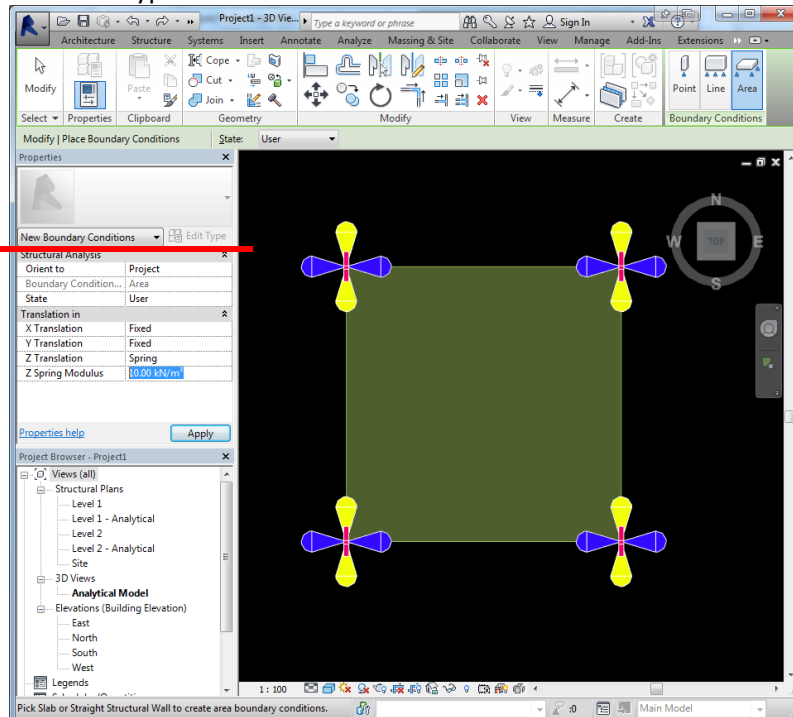 Project1 - 3D Vie...
Type a keyword or phrase
Sign In
Architecture Structure Systems Insert Annotate Analyze Massing & Site Collaborate View Manage Add-Ins Extensions
Cope
Modify Paste Cut Point Line Area
Join
Select Properties Clipboard Geometry Modify View Measure Create Boundary Conditions
Modify | Place Boundary Conditions State: User
Properties
New Boundary Conditions Edit Type
Structural Analysis
Orient to Project
Boundary Condition... Area
State User
Translation in
X Translation Fixed
Y Translation Fixed
Z Translation Spring
Z Spring Modulus 10.00 kN/m³
Properties help Apply
Project Browser - Project1
Views (all)
Structural Plans
Level 1
Level 1 - Analytical
Level 2
Level 2 - Analytical
Site
3D Views
Analytical Model
Elevations (Building Elevation)
East
North
South
West
Legends
N
W TOP E
S
1 : 100
Pick Slab or Straight Structural Wall to create area boundary conditions. :0 Main Model